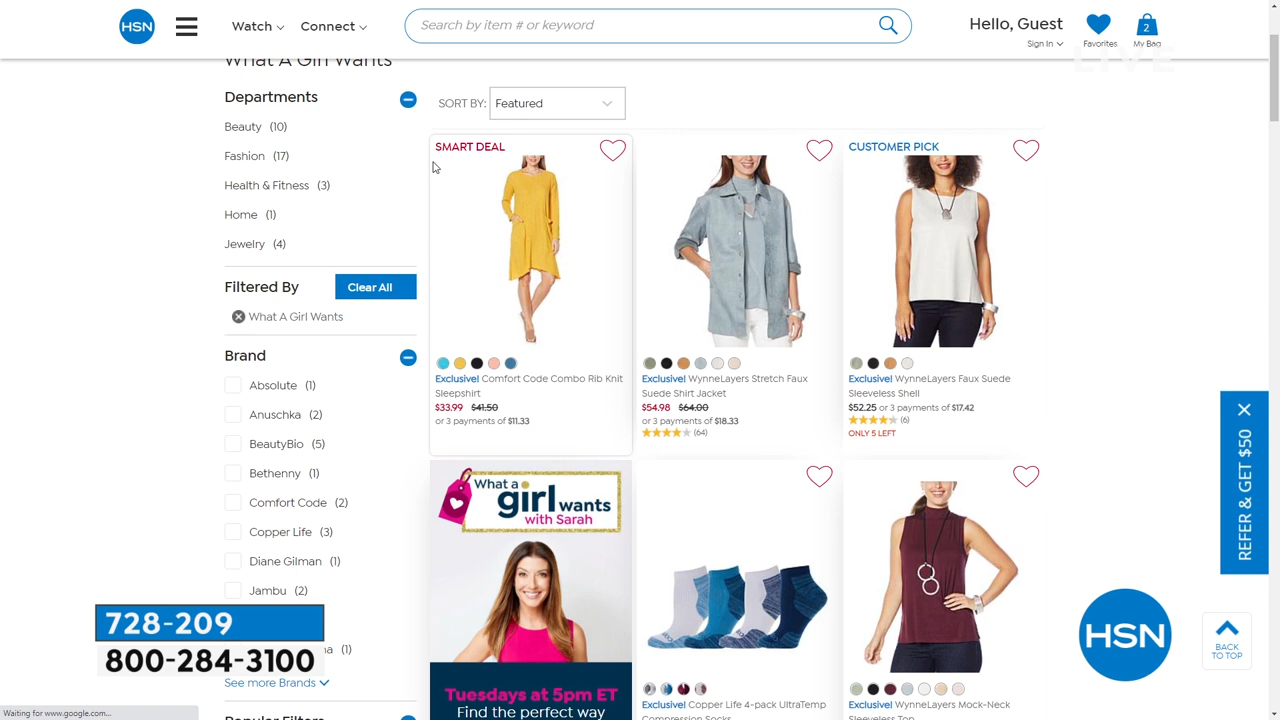 HSN
Watch
Connect
Search by item # or keyword
Hello, Guest
Sign In
Favorites
2
My Bag
LIVE
What A Girl Wants
Departments
Beauty (10)
Fashion (17)
Health & Fitness (3)
Home (1)
Jewelry (4)
Filtered By
Clear All
What A Girl Wants
Brand
Absolute (1)
Anuschka (2)
BeautyBio (5)
Bethenny (1)
Comfort Code (2)
Copper Life (3)
Diane Gilman (1)
Jambu (2)
(1)
See more Brands
Popular Filters
728-209
800-284-3100
SORT BY: Featured
SMART DEAL
Exclusive! Comfort Code Combo Rib Knit
Sleepshirt
$33.99 $41.50
or 3 payments of $11.33
Exclusive! WynneLayers Stretch Faux
Suede Shirt Jacket
$54.98 $64.00
or 3 payments of $18.33
(64)
CUSTOMER PICK
Exclusive! WynneLayers Faux Suede
Sleeveless Shell
$52.25 or 3 payments of $17.42
(6)
ONLY 5 LEFT
What a
girl
wants
with Sarah
Tuesdays at 5pm ET
Find the perfect way
Exclusive! Copper Life 4-pack UltraTemp
Compression Socks
Exclusive! WynneLayers Mock-Neck
Sleeveless Top
REFER & GET $50
HSN
BACK
TO TOP
Waiting for www.google.com...